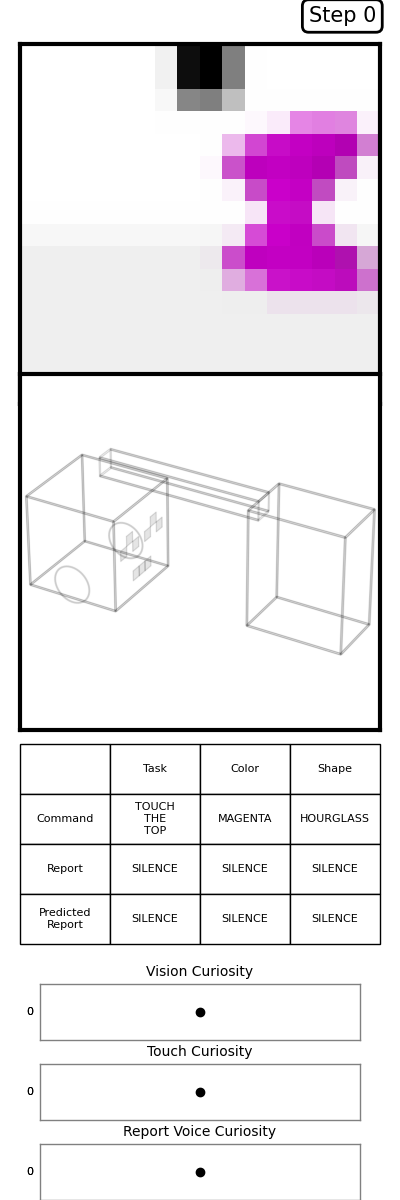 Step 0
Task Color Shape
Command TOUCH THE TOP MAGENTA HOURGLASS
Report SILENCE SILENCE SILENCE
Predicted Report SILENCE SILENCE SILENCE
Vision Curiosity
0
Touch Curiosity
0
Report Voice Curiosity
0